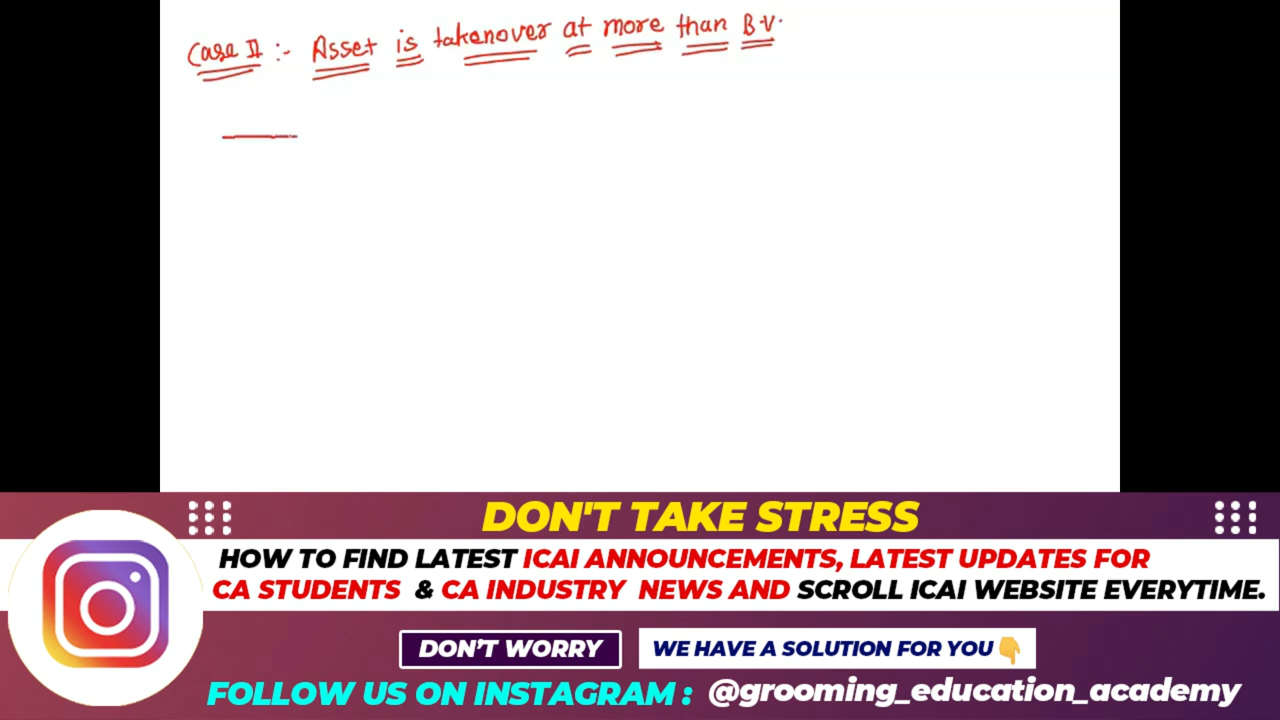 Case II :- Asset is takenover at more than B.V.
DON'T TAKE STRESS
HOW TO FIND LATEST ICAI ANNOUNCEMENTS, LATEST UPDATES FOR
CA STUDENTS & CA INDUSTRY NEWS AND SCROLL ICAI WEBSITE EVERYTIME.
DON'T WORRY
WE HAVE A SOLUTION FOR YOU👇
FOLLOW US ON INSTAGRAM : @grooming_education_academy